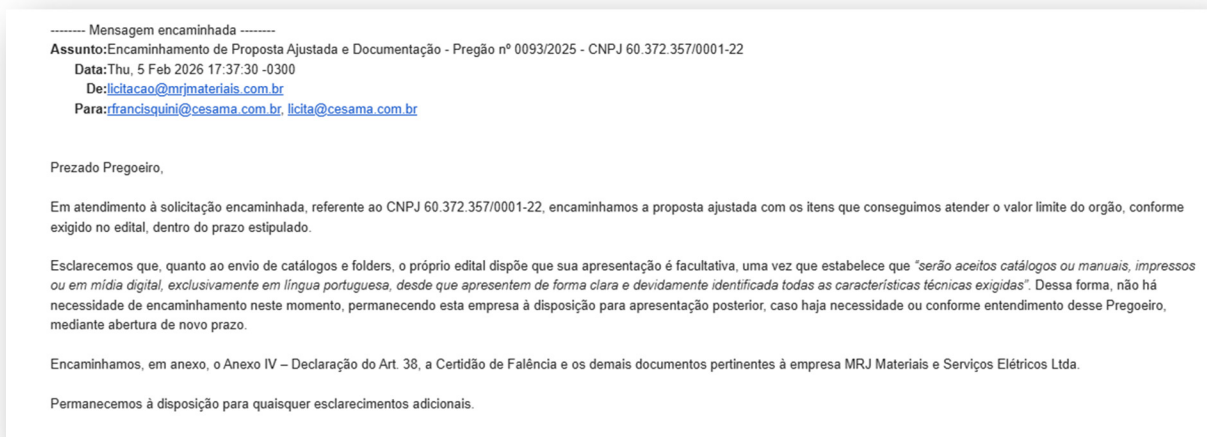 -------- Mensagem encaminhada --------
Assunto:Encaminhamento de Proposta Ajustada e Documentação - Pregão nº 0093/2025 - CNPJ 60.372.357/0001-22
Data:Thu, 5 Feb 2026 17:37:30 -0300
De:licitacao@mrjmateriais.com.br
Para:rfrancisquini@cesama.com.br, licita@cesama.com.br
Prezado Pregoeiro,
Em atendimento à solicitação encaminhada, referente ao CNPJ 60.372.357/0001-22, encaminhamos a proposta ajustada com os itens que conseguimos atender o valor limite do orgão, conforme
exigido no edital, dentro do prazo estipulado.
Esclarecemos que, quanto ao envio de catálogos e folders, o próprio edital dispõe que sua apresentação é facultativa, uma vez que estabelece que “serão aceitos catálogos ou manuais, impressos
ou em mídia digital, exclusivamente em língua portuguesa, desde que apresentem de forma clara e devidamente identificada todas as características técnicas exigidas”. Dessa forma, não há
necessidade de encaminhamento neste momento, permanecendo esta empresa à disposição para apresentação posterior, caso haja necessidade ou conforme entendimento desse Pregoeiro,
mediante abertura de novo prazo.
Encaminhamos, em anexo, o Anexo IV – Declaração do Art. 38, a Certidão de Falência e os demais documentos pertinentes à empresa MRJ Materiais e Serviços Elétricos Ltda.
Permanecemos à disposição para quaisquer esclarecimentos adicionais.